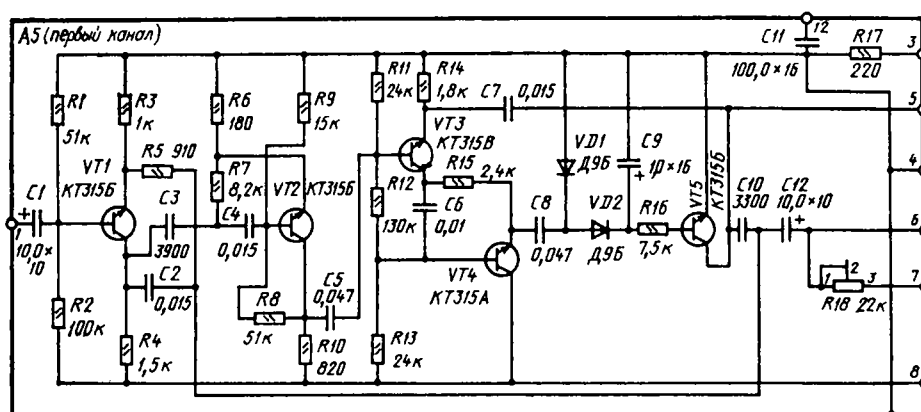 А5 (первый канал)
R1
51к
R3
1к
R5 910
VT1
КТ315Б
C1
+
1
10,0×
10
C3
3900
C2
0,015
R2
100к
R4
1,5к
R6
180
R7
8,2к
C4
0,015
R9
15к
VT2
КТ315Б
R8
51к
R10
820
C5
0,047
R11
24к
R14
1,8к
VT3
КТ315В
C7
0,015
R12
130к
R15
2,4к
C6
0,01
VT4
КТ315А
R13
24к
C8
0,047
VD1
Д9Б
VD2
Д9Б
C9
+
1,0×16
R16
7,5к
VT5
КТ315Б
C10
3300
C12
10,0×10
+
C11
12
100,0×16
R17
220
1
2
3
R18 22к
3
5
4
6
7
8